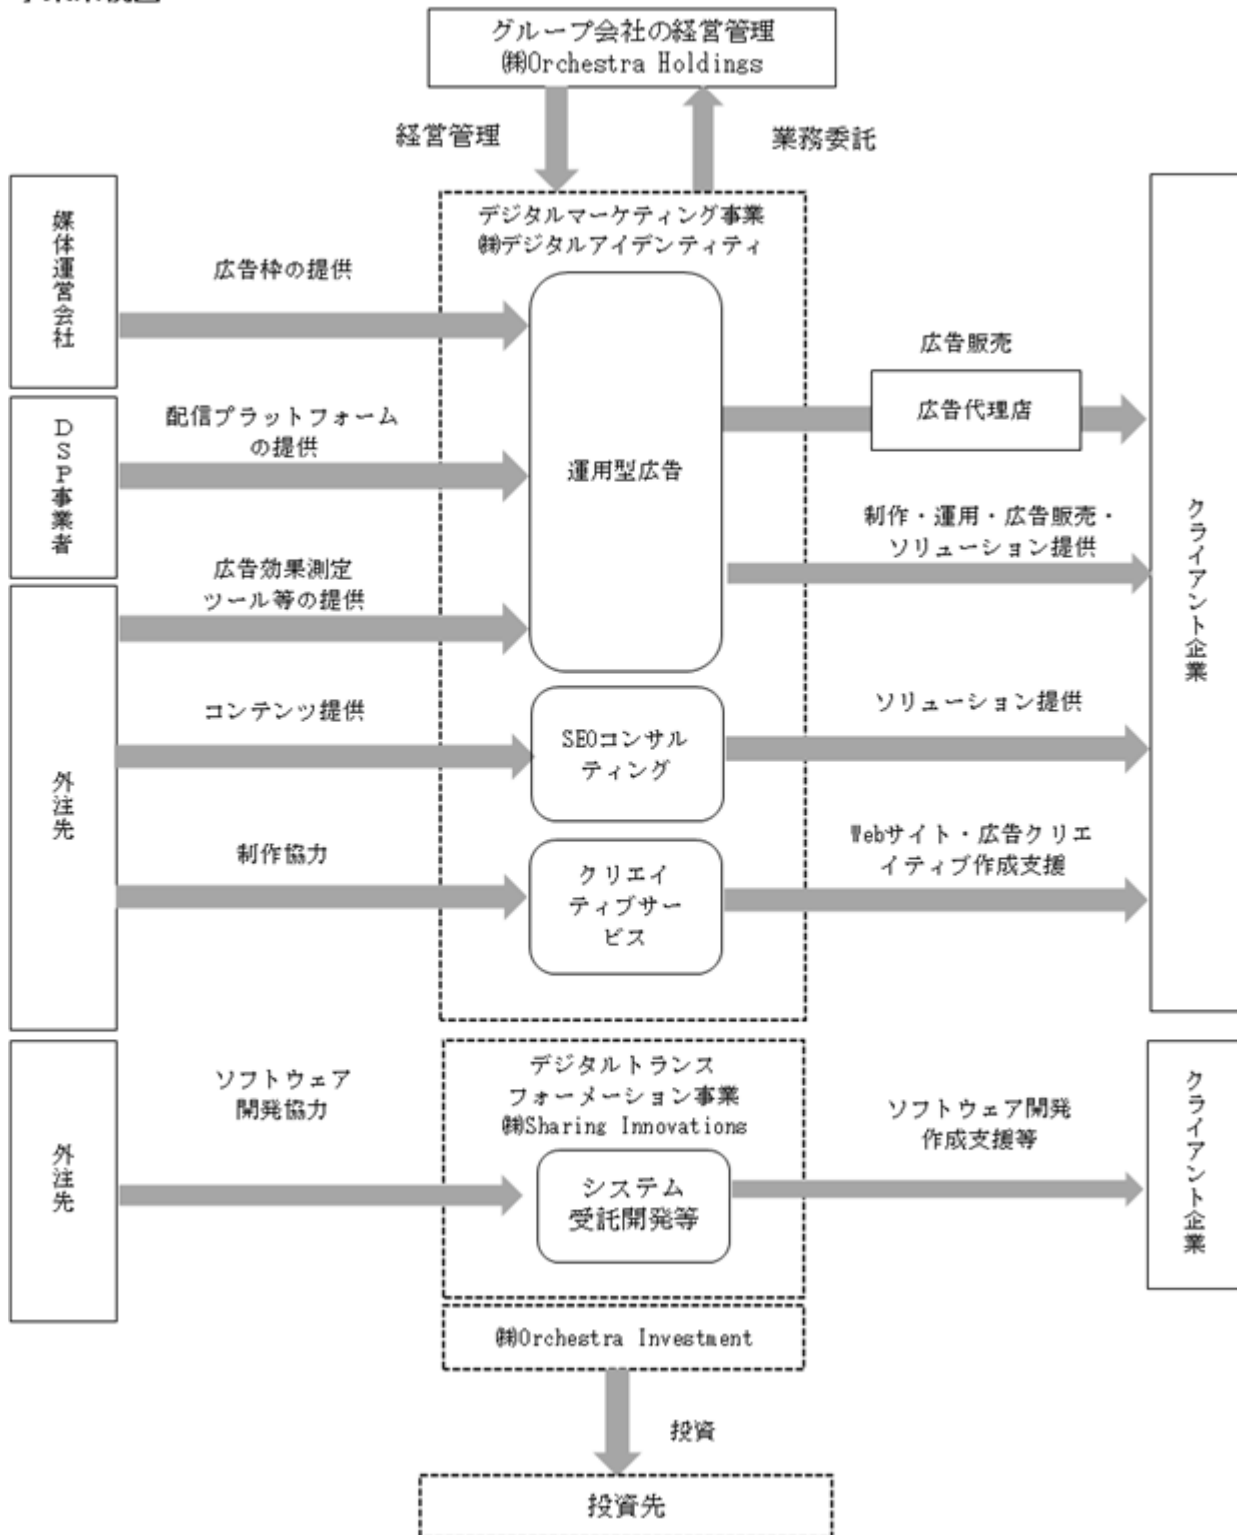 グループ会社の経営管理
㈱Orchestra Holdings
経営管理
業務委託
媒体運営会社
デジタルマーケティング事業
㈱デジタルアイデンティティ
広告枠の提供
広告販売
広告代理店
DSP事業者
配信プラットフォーム
の提供
運用型広告
制作・運用・広告販売・
ソリューション提供
クライアント企業
広告効果測定
ツール等の提供
外注先
コンテンツ提供
SEOコンサル
ティング
ソリューション提供
制作協力
クリエイ
ティブサー
ビス
Webサイト・広告クリエ
イティブ作成支援
外注先
ソフトウェア
開発協力
デジタルトランス
フォーメーション事業
㈱Sharing Innovations
システム
受託開発等
ソフトウェア開発
作成支援等
クライアント企業
㈱Orchestra Investment
投資
投資先